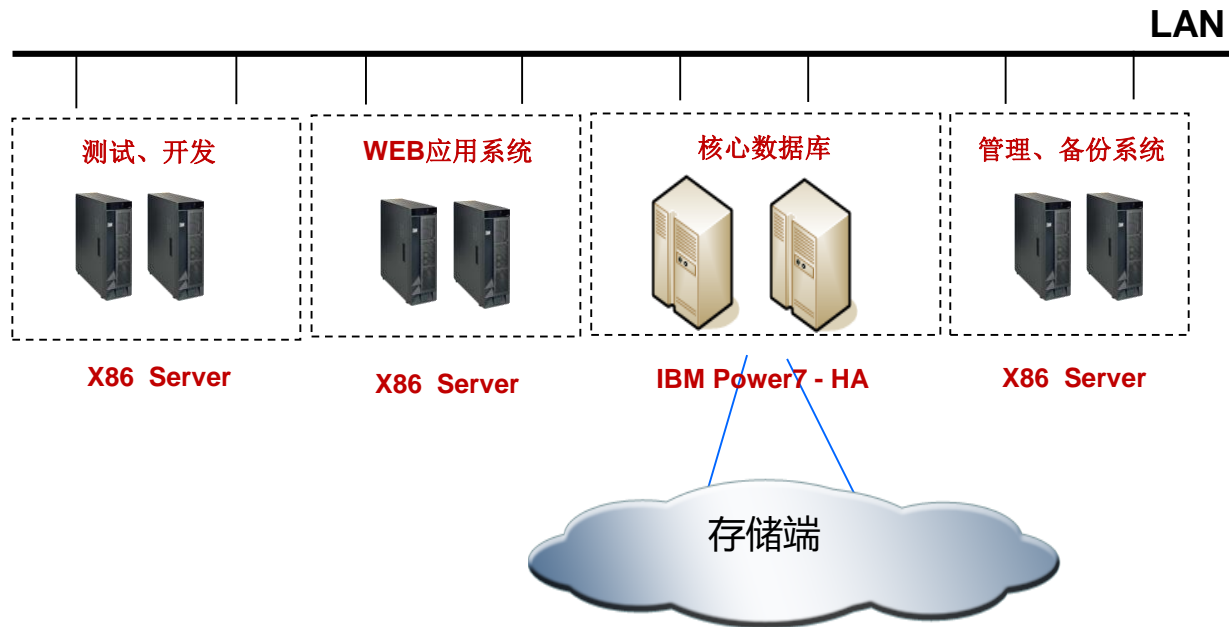 LAN
测试、开发
WEB应用系统
核心数据库
管理、备份系统
X86 Server
X86 Server
IBM Power7 - HA
X86 Server
存储端